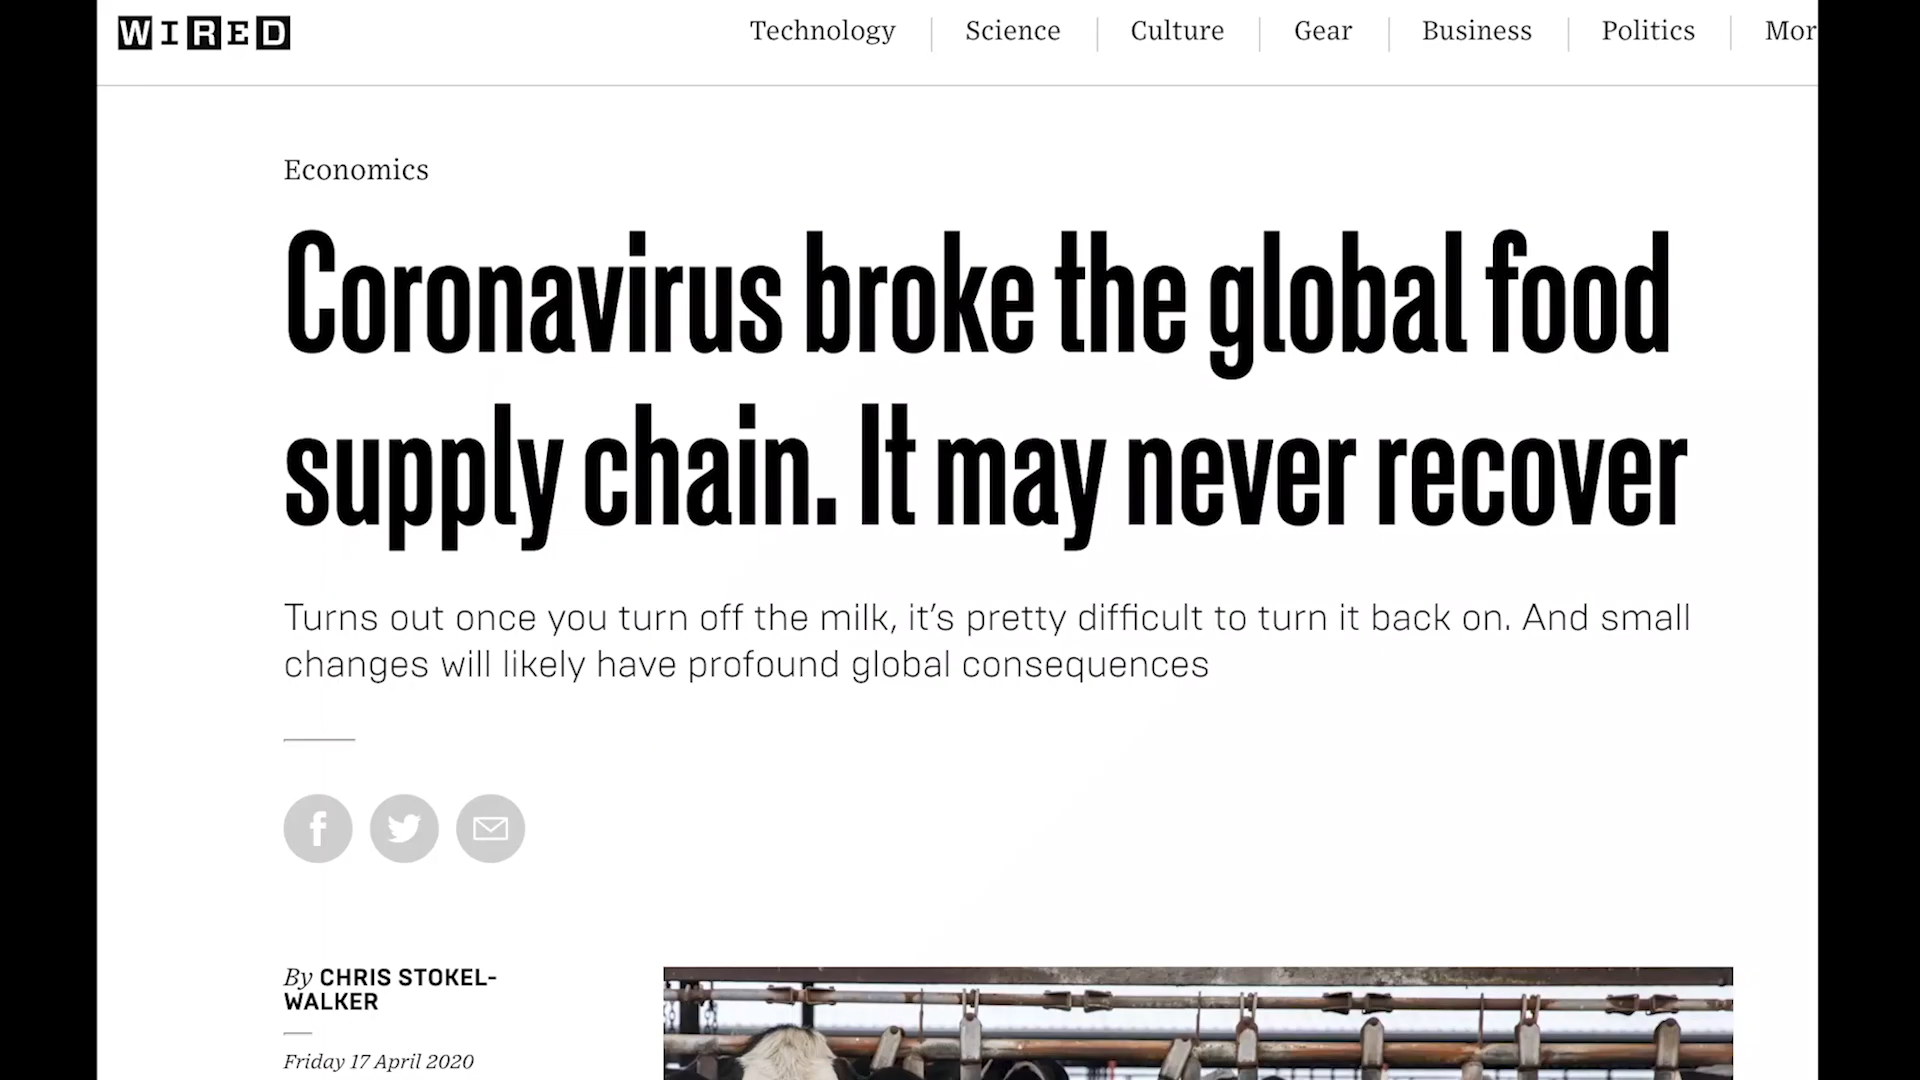 WIRED
Technology
Science
Culture
Gear
Business
Politics
Mor
Economics
Coronavirus broke the global food
supply chain. It may never recover
Turns out once you turn off the milk, it's pretty difficult to turn it back on. And small
changes will likely have profound global consequences
By CHRIS STOKEL-
WALKER
Friday 17 April 2020